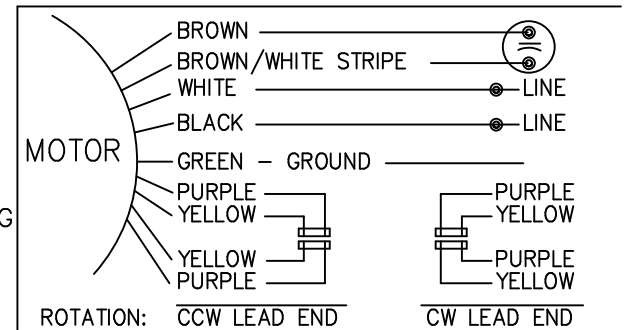 BROWN
BROWN/WHITE STRIPE
WHITE LINE
BLACK LINE
MOTOR
GREEN - GROUND
PURPLE PURPLE
G YELLOW YELLOW
YELLOW PURPLE
PURPLE YELLOW
ROTATION: CCW LEAD END CW LEAD END